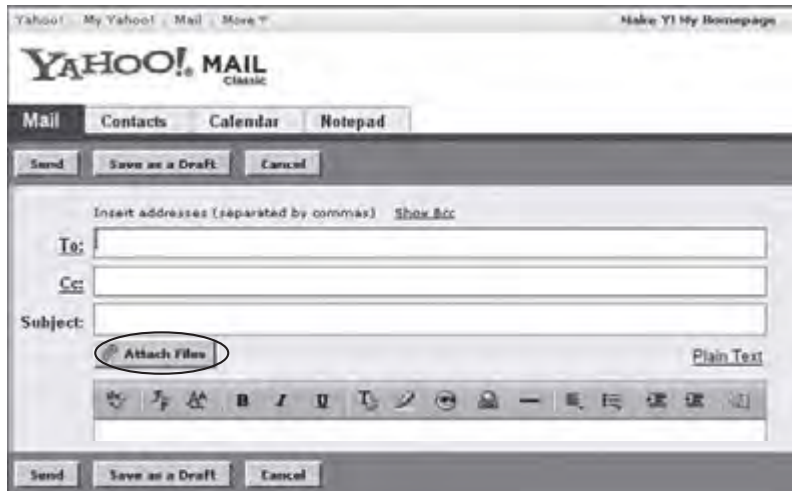 Yahoo! My Yahoo! Mail More Make Y! My Homepage
YAHOO! MAIL
Classic
Mail Contacts Calendar Notepad
Send Save as a Draft Cancel
Insert addresses (separated by commas) Show Bcc
To:
Cc:
Subject:
Attach Files Plain Text
B I U
Send Save as a Draft Cancel